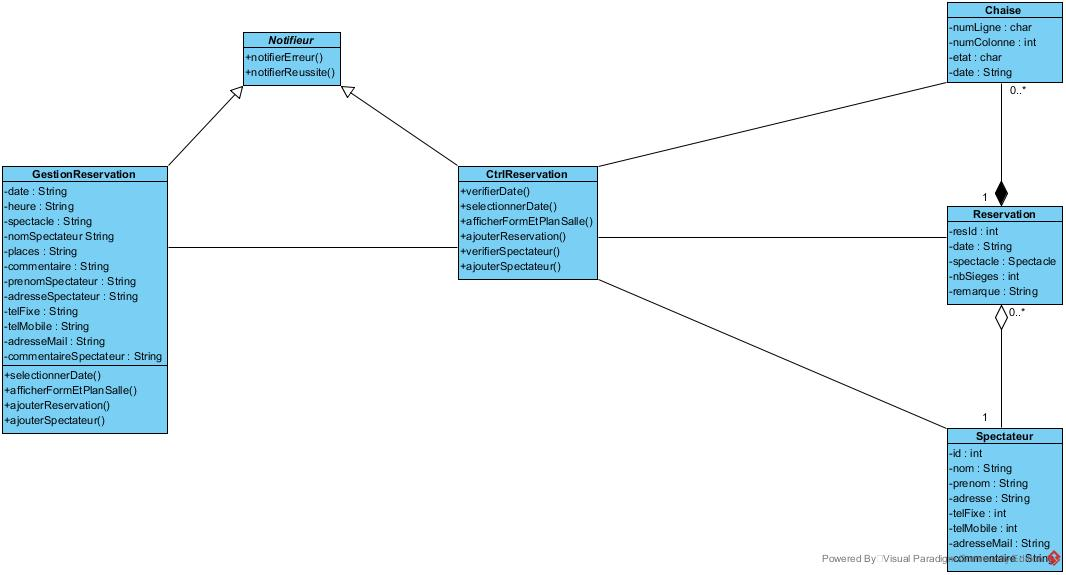 Notifieur
+notifierErreur()
+notifierReussite()
GestionReservation
-date : String
-heure : String
-spectacle : String
-nomSpectateur String
-places : String
-commentaire : String
-prenomSpectateur : String
-adresseSpectateur : String
-telFixe : String
-telMobile : String
-adresseMail : String
-commentaireSpectateur : String
+selectionnerDate()
+afficherFormEtPlanSalle()
+ajouterReservation()
+ajouterSpectateur()
CtrlReservation
+verifierDate()
+selectionnerDate()
+afficherFormEtPlanSalle()
+ajouterReservation()
+verifierSpectateur()
+ajouterSpectateur()
Chaise
-numLigne : char
-numColonne : int
-etat : char
-date : String
0..*
1
Reservation
-resId : int
-date : String
-spectacle : Spectacle
-nbSieges : int
-remarque : String
0..*
1
Spectateur
-id : int
-nom : String
-prenom : String
-adresse : String
-telFixe : int
-telMobile : int
-adresseMail : String
-commentaire : String
Powered By Visual Paradigm